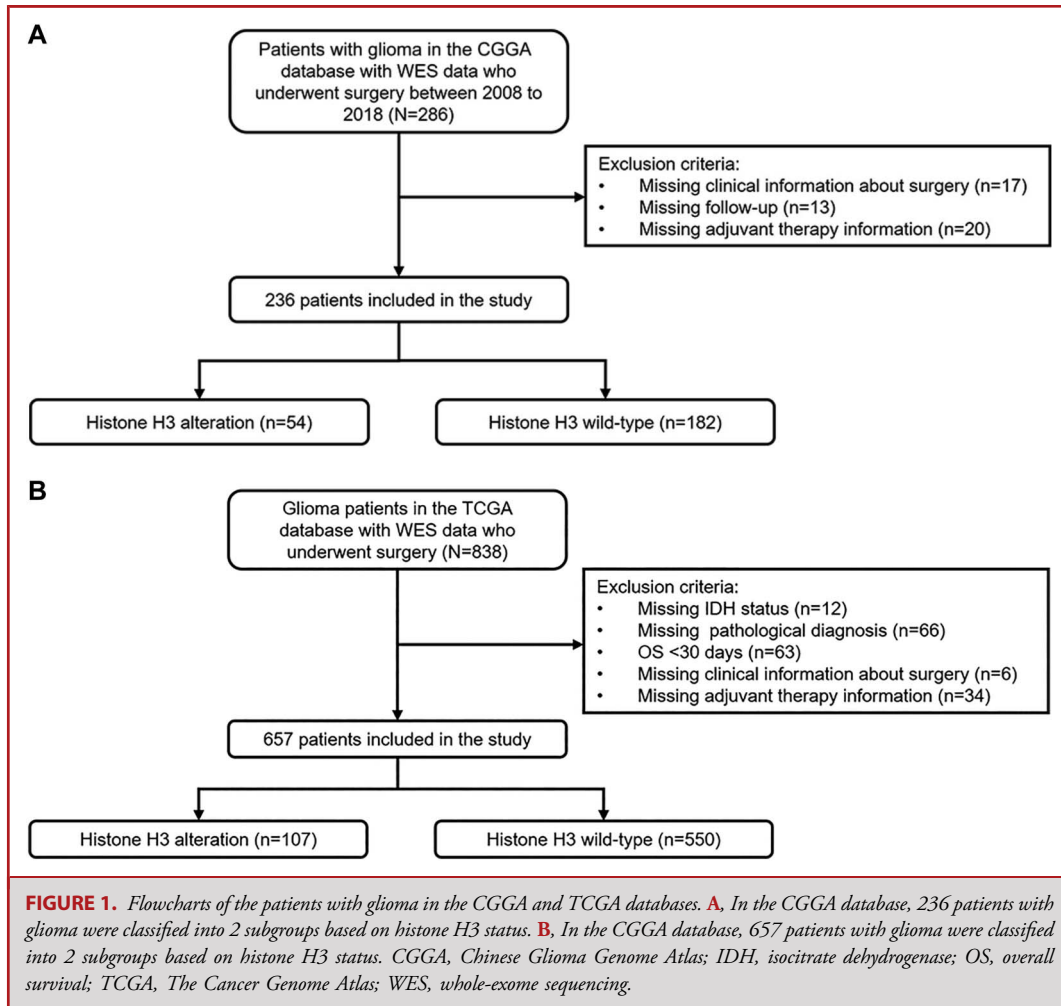 A
Patients with glioma in the CGGA
database with WES data who
underwent surgery between 2008 to
2018 (N=286)
Exclusion criteria:
• Missing clinical information about surgery (n=17)
• Missing follow-up (n=13)
• Missing adjuvant therapy information (n=20)
236 patients included in the study
Histone H3 alteration (n=54)
Histone H3 wild-type (n=182)
B
Glioma patients in the TCGA
database with WES data who
underwent surgery (N=838)
Exclusion criteria:
• Missing IDH status (n=12)
• Missing pathological diagnosis (n=66)
• OS <30 days (n=63)
• Missing clinical information about surgery (n=6)
• Missing adjuvant therapy information (n=34)
657 patients included in the study
Histone H3 alteration (n=107)
Histone H3 wild-type (n=550)
FIGURE 1. Flowcharts of the patients with glioma in the CGGA and TCGA databases. A, In the CGGA database, 236 patients with
glioma were classified into 2 subgroups based on histone H3 status. B, In the CGGA database, 657 patients with glioma were classified
into 2 subgroups based on histone H3 status. CGGA, Chinese Glioma Genome Atlas; IDH, isocitrate dehydrogenase; OS, overall
survival; TCGA, The Cancer Genome Atlas; WES, whole-exome sequencing.